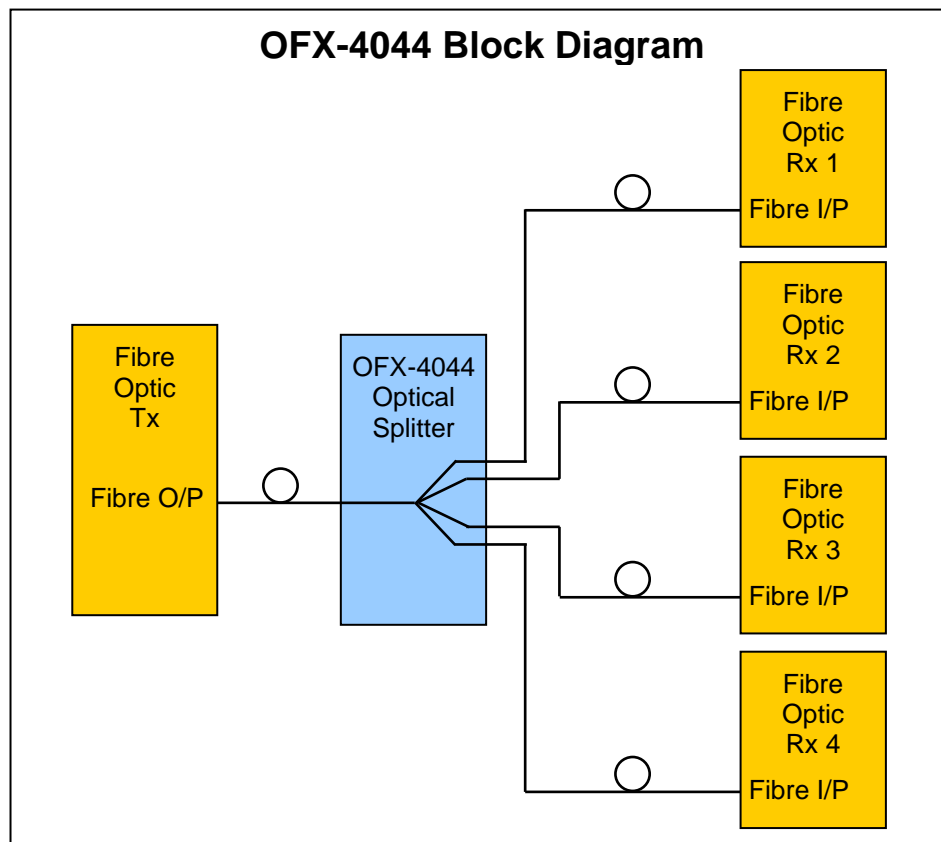 OFX-4044 Block Diagram
Fibre
Optic
Rx 1
Fibre I/P
Fibre
Optic
Rx 2
Fibre I/P
Fibre
Optic
Tx
Fibre O/P
OFX-4044
Optical
Splitter
Fibre
Optic
Rx 3
Fibre I/P
Fibre
Optic
Rx 4
Fibre I/P